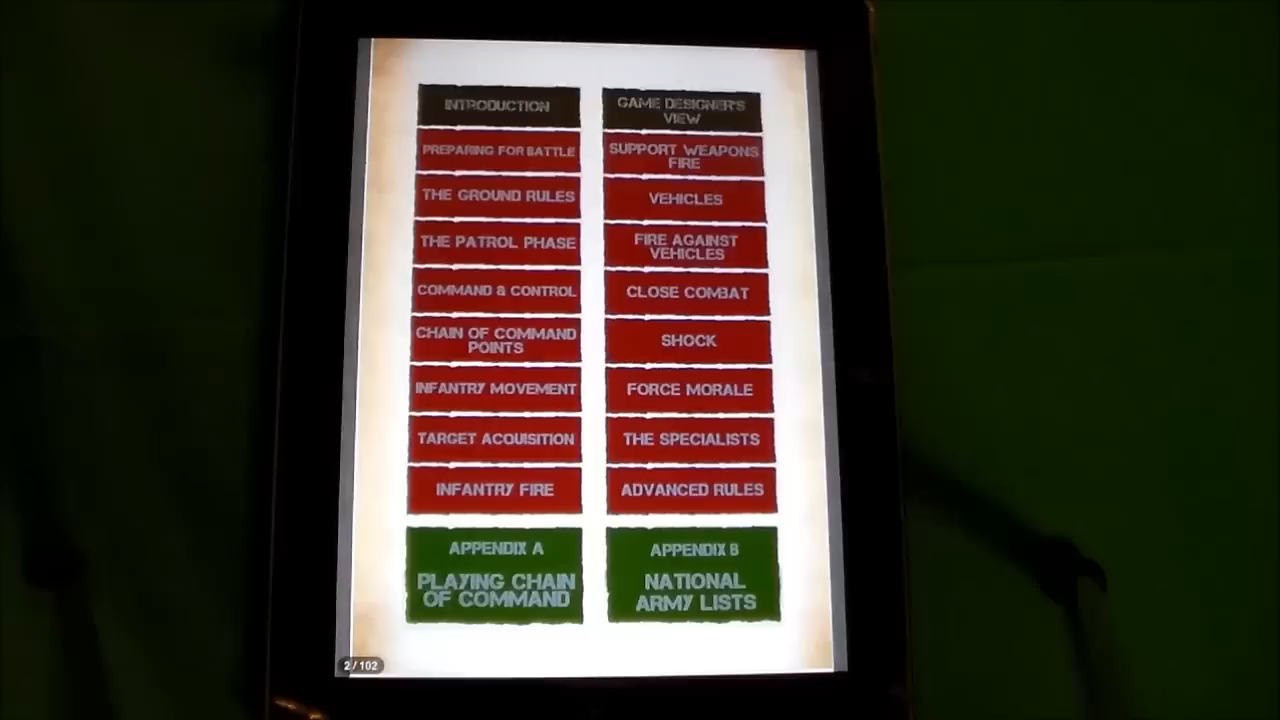 INTRODUCTION
PREPARING FOR BATTLE
THE GROUND RULES
THE PATROL PHASE
COMMAND & CONTROL
CHAIN OF COMMAND
POINTS
INFANTRY MOVEMENT
TARGET ACQUISITION
INFANTRY FIRE
APPENDIX A
PLAYING CHAIN
OF COMMAND
GAME DESIGNER'S
VIEW
SUPPORT WEAPONS
FIRE
VEHICLES
FIRE AGAINST
VEHICLES
CLOSE COMBAT
SHOCK
FORCE MORALE
THE SPECIALISTS
ADVANCED RULES
APPENDIX B
NATIONAL
ARMY LISTS
2 / 102